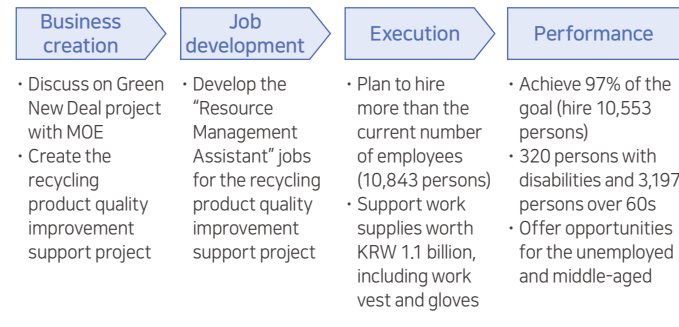 Business
creation
· Discuss on Green
New Deal project
with MOE
· Create the
recycling
product quality
improvement
support project
Job
development
· Develop the
"Resource
Management
Assistant" jobs
for the recycling
product quality
improvement
support project
Execution
· Plan to hire
more than the
current number
of employees
(10,843 persons)
· Support work
supplies worth
KRW 1.1 billion,
including work
vest and gloves
Performance
· Achieve 97% of the
goal (hire 10,553
persons)
· 320 persons with
disabilities and 3,197
persons over 60s
· Offer opportunities
for the unemployed
and middle-aged